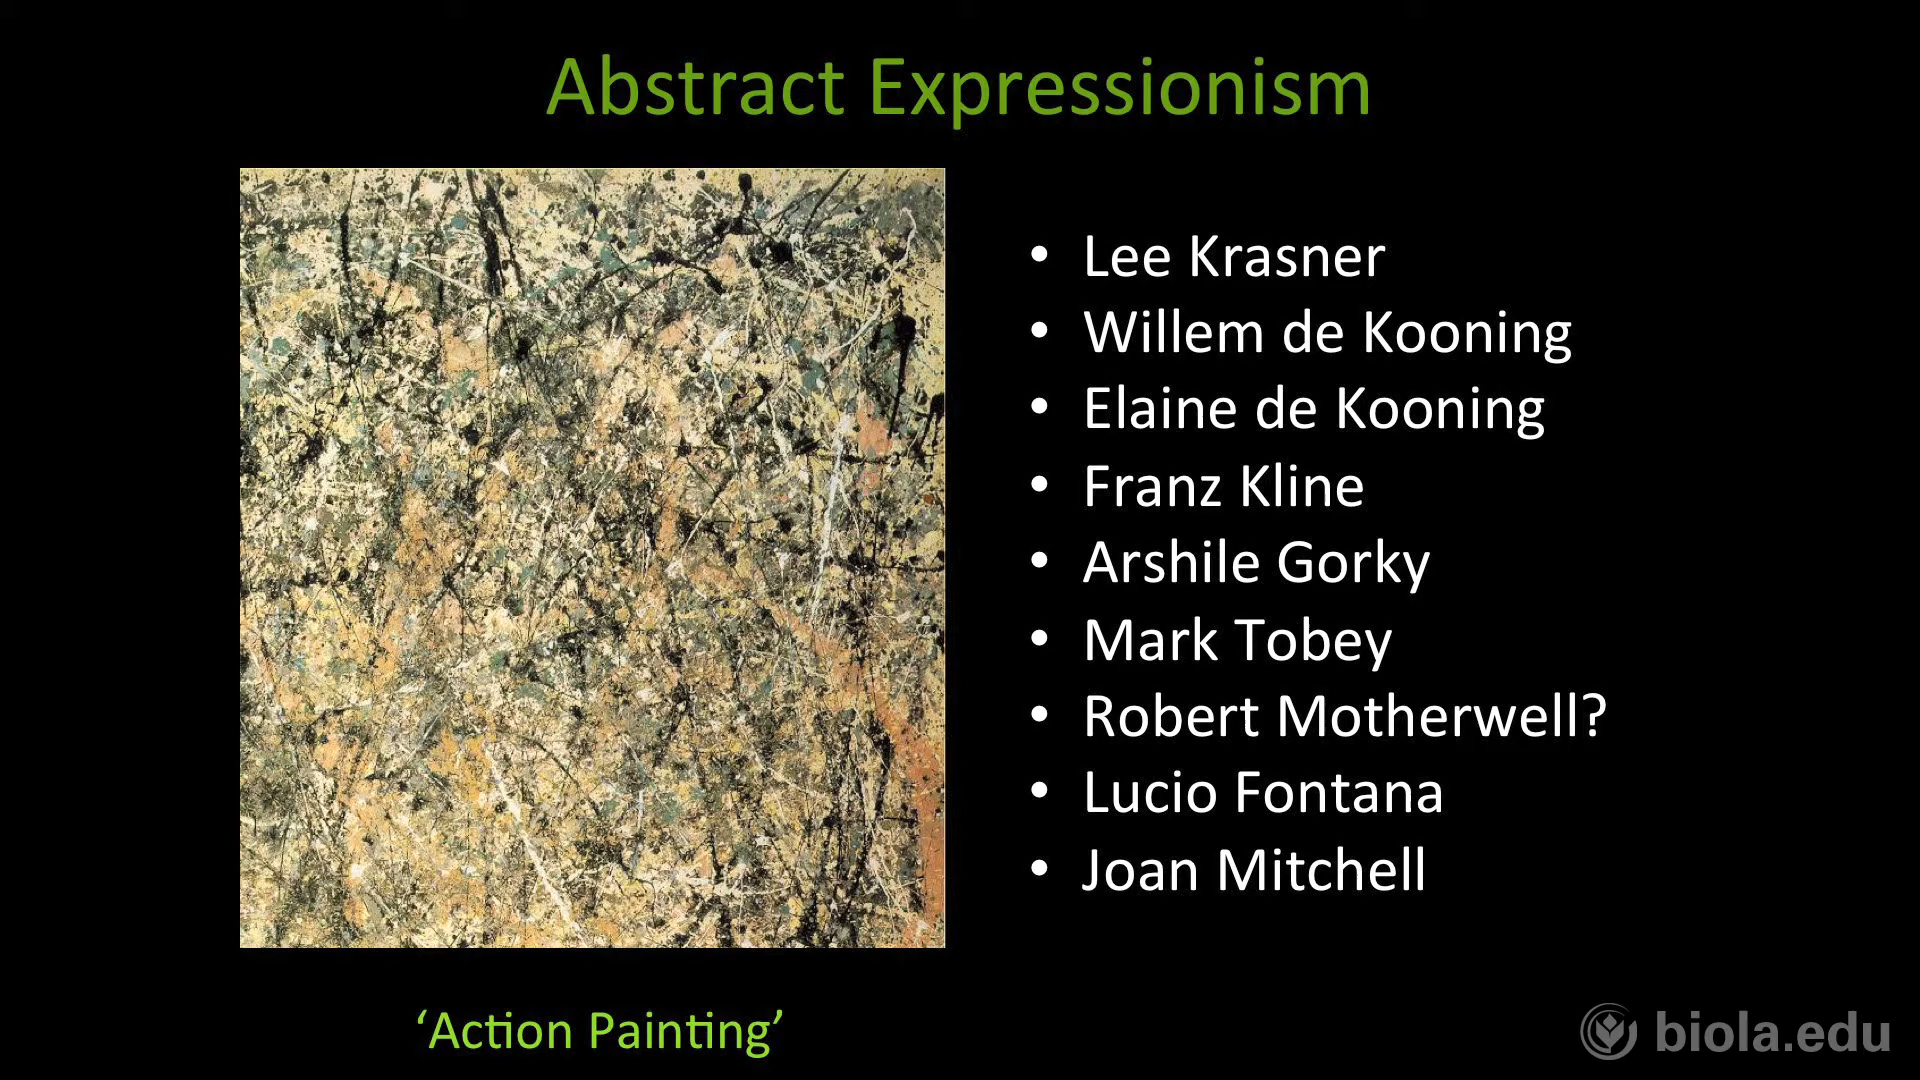 Abstract Expressionism
• Lee Krasner
• Willem de Kooning
• Elaine de Kooning
• Franz Kline
• Arshile Gorky
• Mark Tobey
• Robert Motherwell?
• Lucio Fontana
• Joan Mitchell
‘Action Painting’
biola.edu